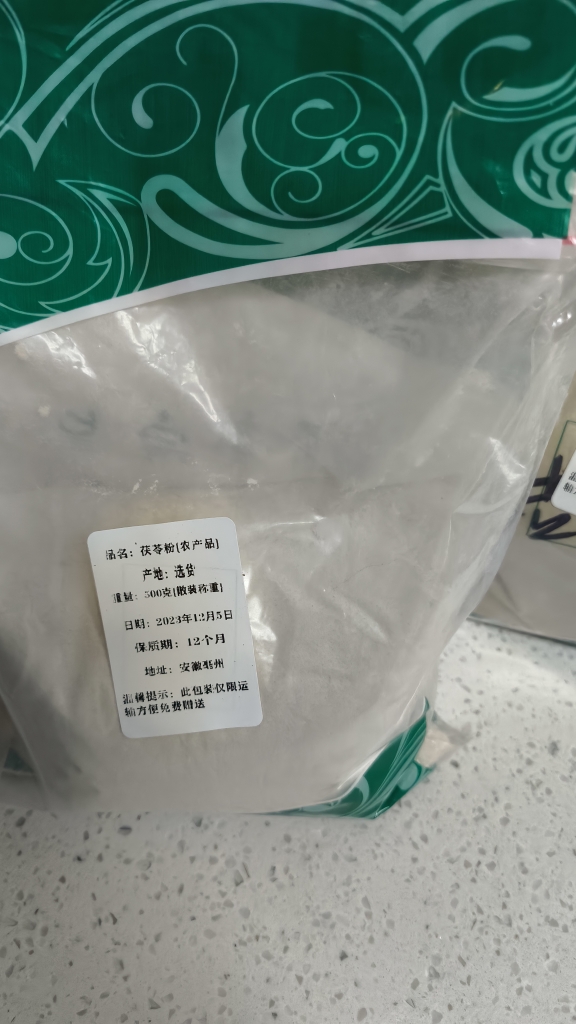 品名：茯苓粉[农产品]
产地：选货
重量：500克[散装称重]
日期：2023年12月5日
保质期：12个月
地址：安徽亳州
温馨提示：此包装仅限运
输方便免费赠送